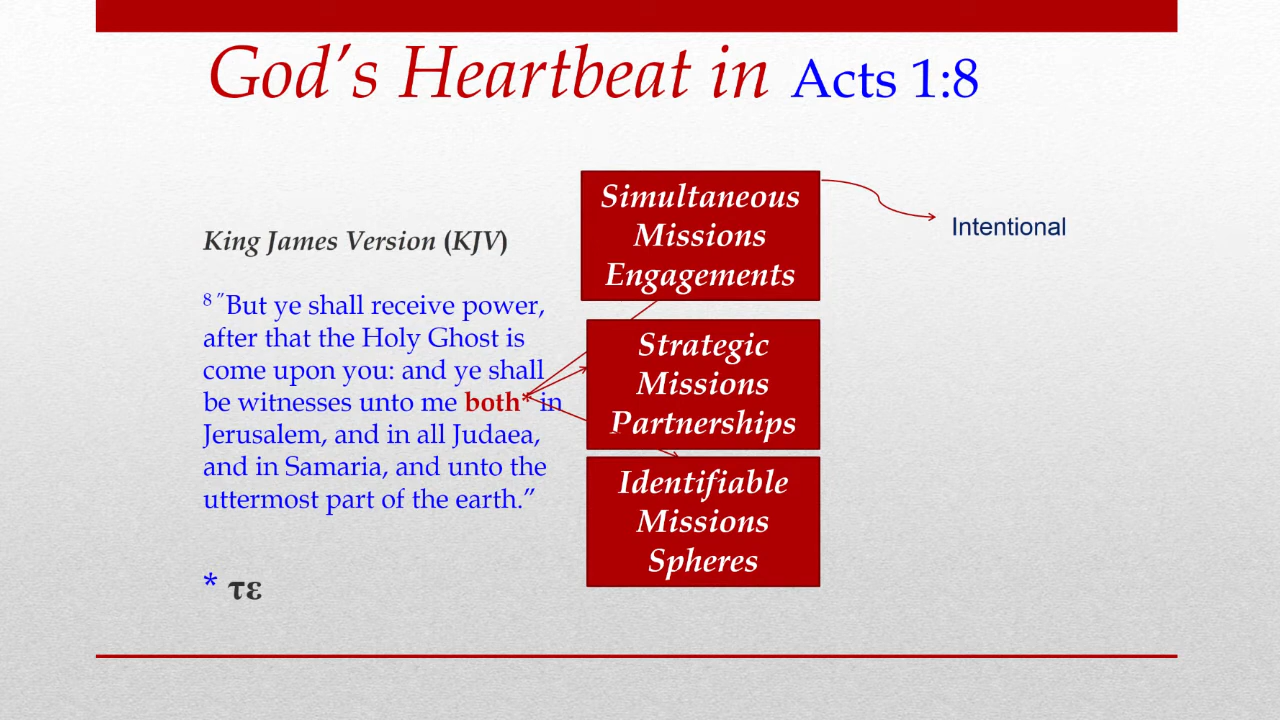 God’s Heartbeat in Acts 1:8
King James Version (KJV)
8 ″But ye shall receive power,
after that the Holy Ghost is
come upon you: and ye shall
be witnesses unto me both* in
Jerusalem, and in all Judaea,
and in Samaria, and unto the
uttermost part of the earth.”
* τε
Simultaneous
Missions
Engagements
Strategic
Missions
Partnerships
Identifiable
Missions
Spheres
Intentional